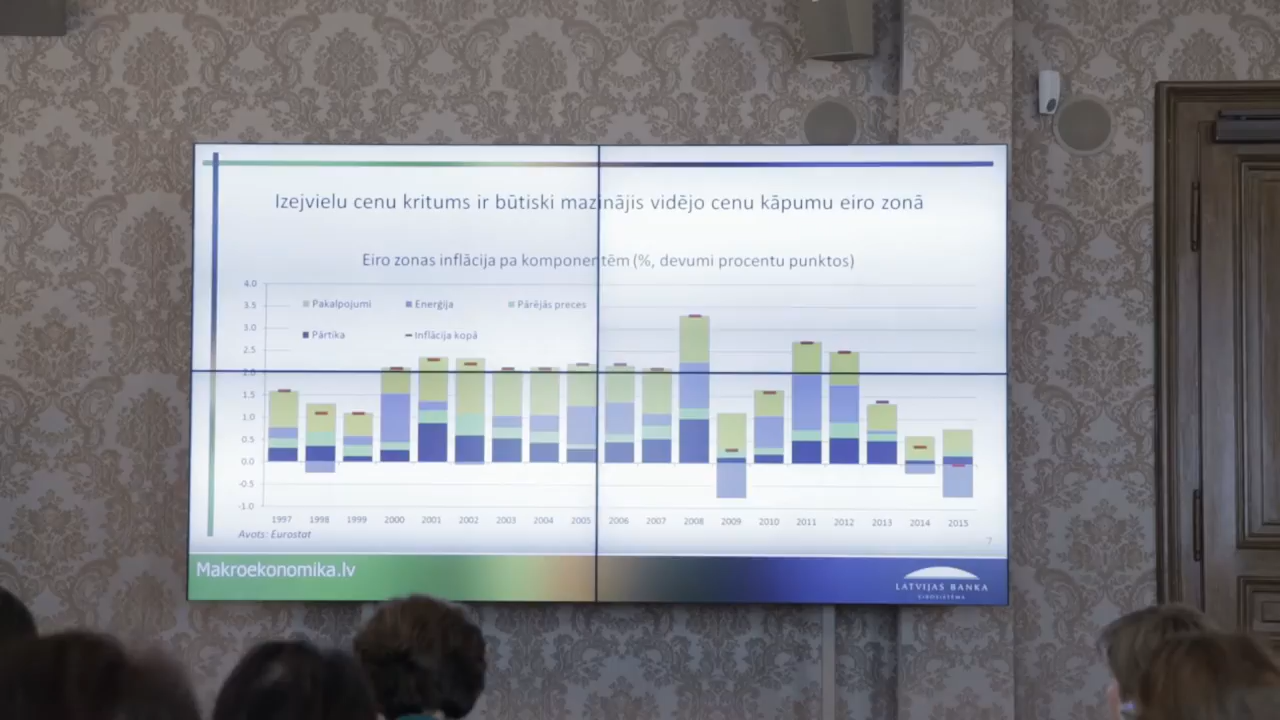 Izejvielu cenu kritums ir būtiski mazinājis vidējo cenu kāpumu eiro zonā
Eiro zonas inflācija pa komponentēm (%, devumi procentu punktos)
4.0
3.5
3.0
2.5
2.0
1.5
1.0
0.5
0.0
-0.5
-1.0
Pakalpojumi Enerģija Pārējās preces
Pārtika Inflācija kopā
1997 1998 1999 2000 2001 2002 2003 2004 2005 2006 2007 2008 2009 2010 2011 2012 2013 2014 2015
Avots: Eurostat
7
Makroekonomika.lv
LATVIJAS BANKA
EIROSISTĒMA